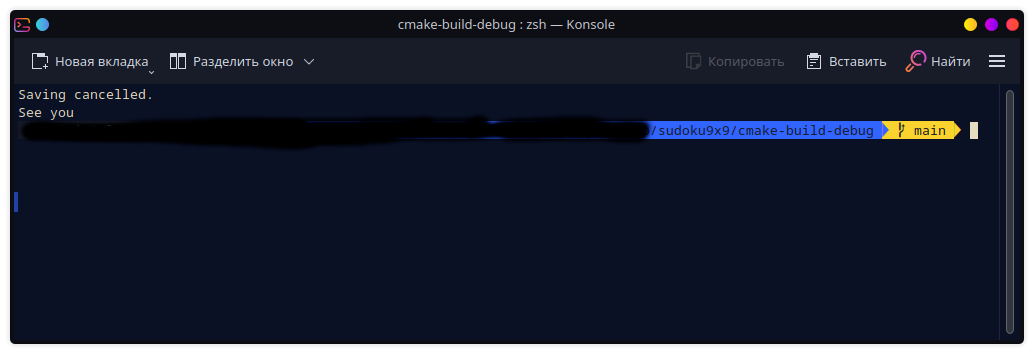 cmake-build-debug : zsh — Konsole
Новая вкладка Разделить окно Копировать Вставить Найти
Saving cancelled.
See you
/sudoku9x9/cmake-build-debug main